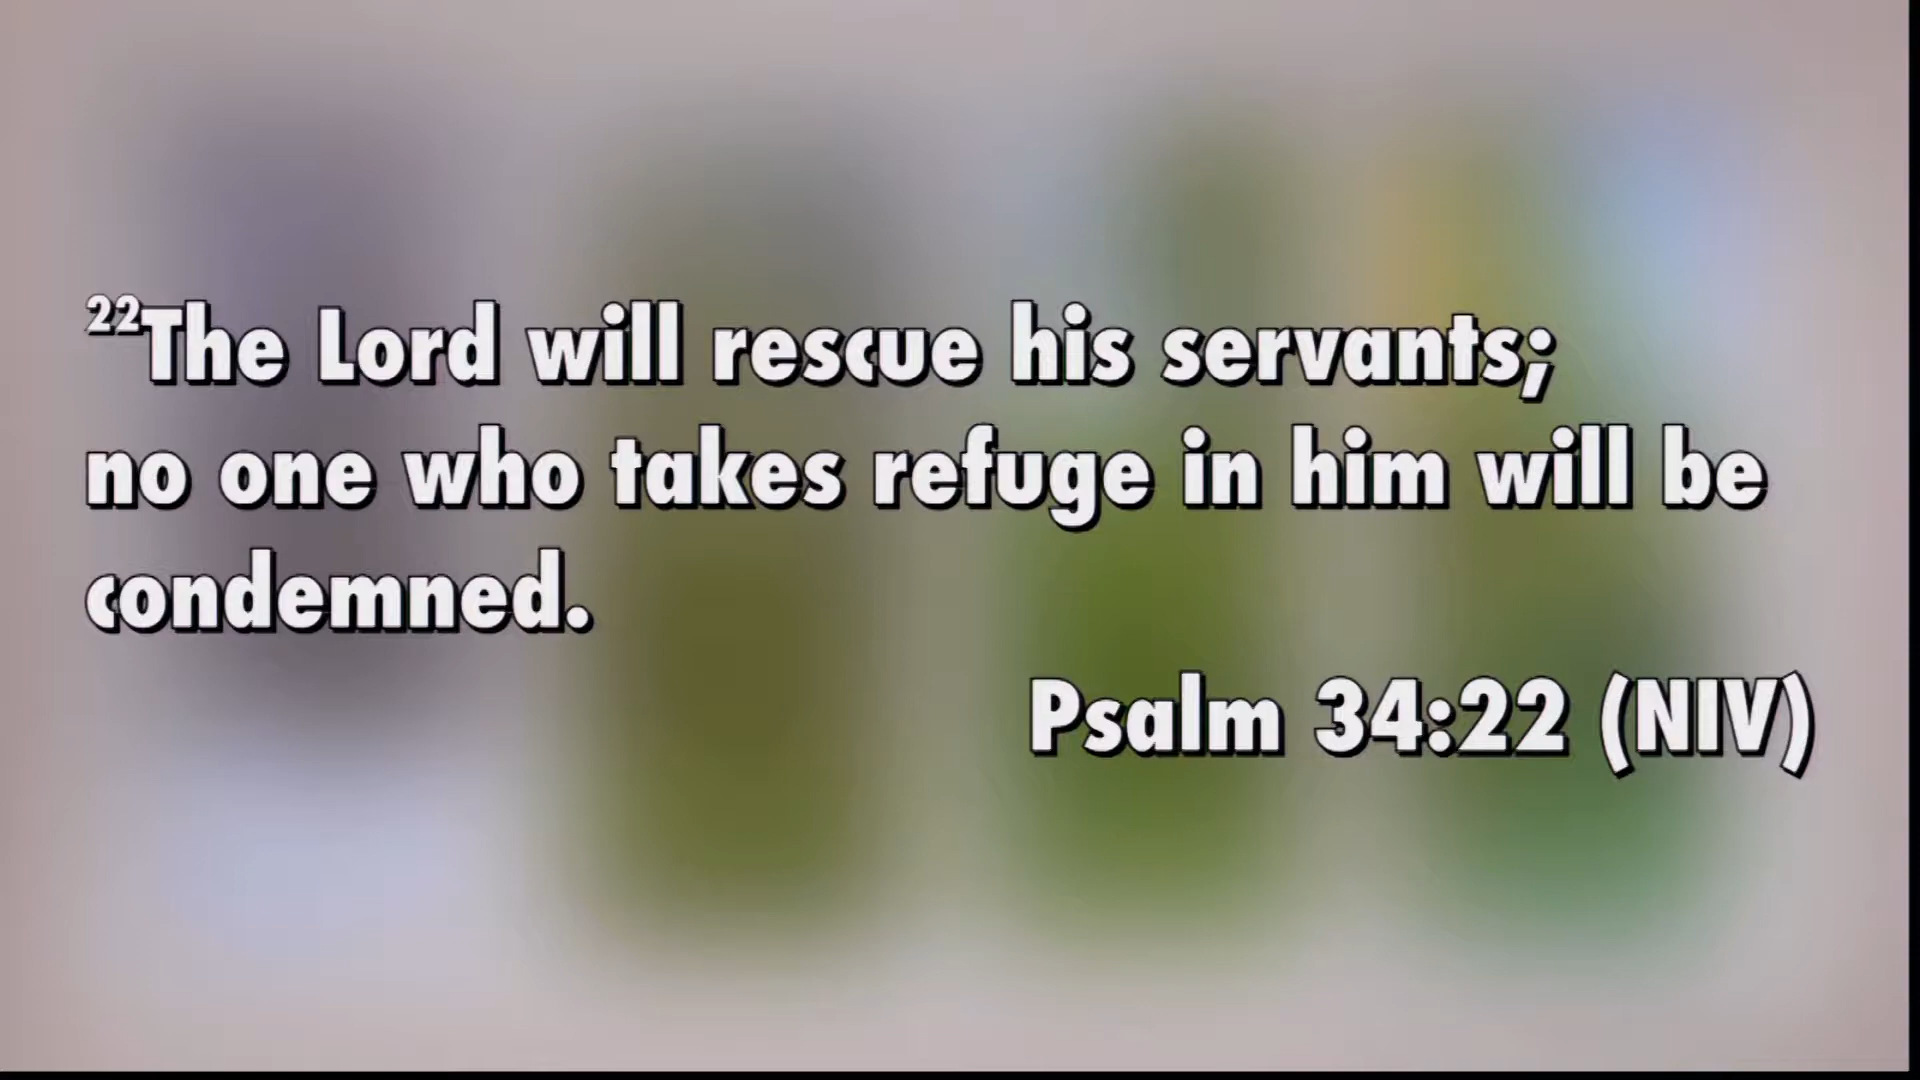 ²²The Lord will rescue his servants;
no one who takes refuge in him will be
condemned.
Psalm 34:22 (NIV)